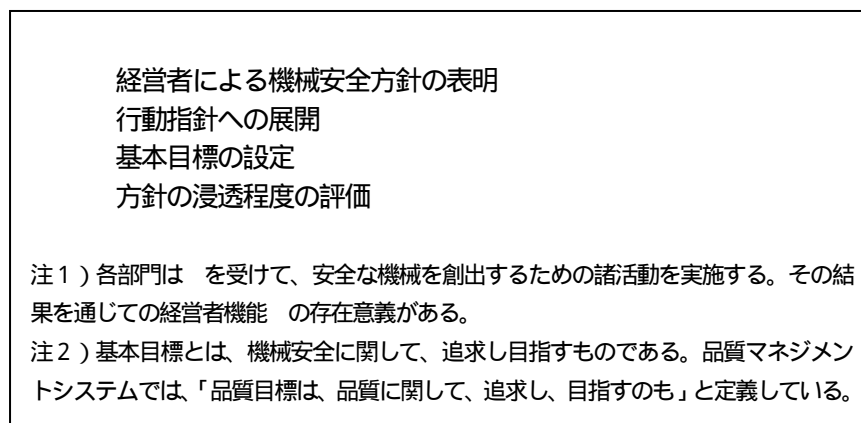 経営者による機械安全方針の表明
行動指針への展開
基本目標の設定
方針の浸透程度の評価
注1)各部門は　を受けて、安全な機械を創出するための諸活動を実施する。その結
果を通じての経営者機能　の存在意義がある。
注2)基本目標とは、機械安全に関して、追求し目指すものである。品質マネジメン
トシステムでは、「品質目標は、品質に関して、追求し、目指すのも」と定義している。